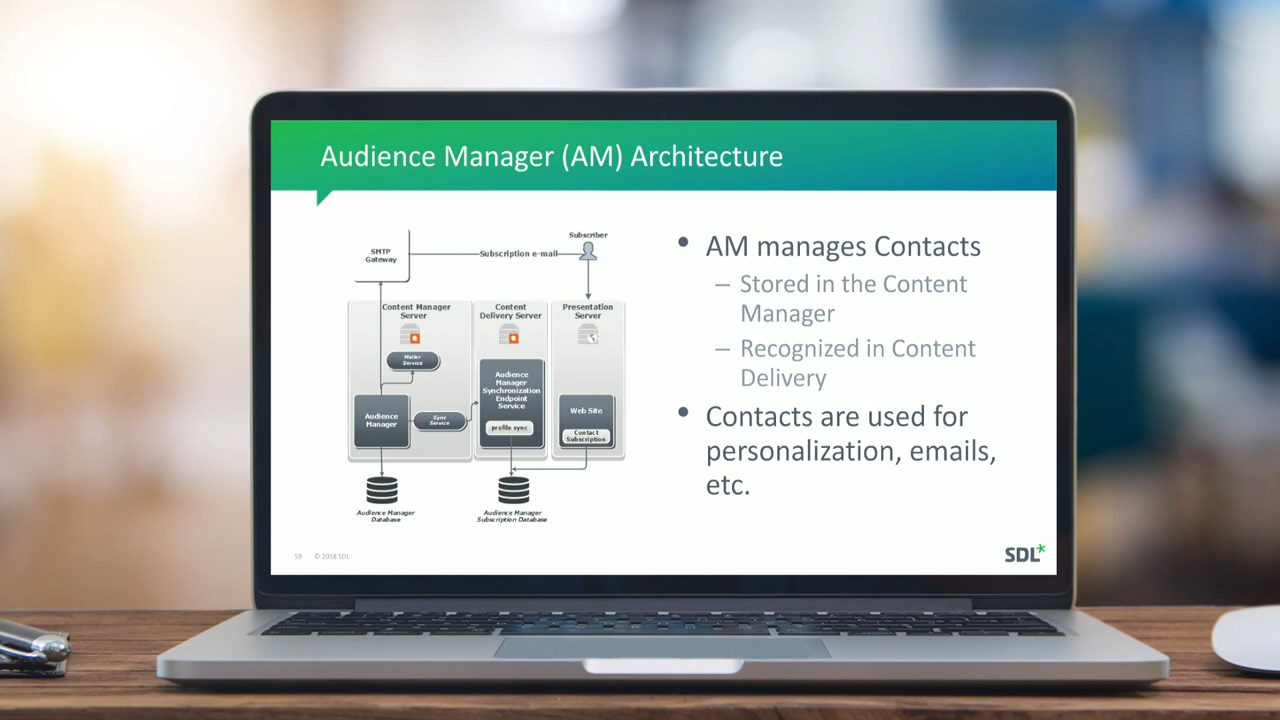 Audience Manager (AM) Architecture
SMTP
Gateway
Subscription e-mail
Subscriber
Content Manager
Server
Mailer
Service
Audience
Manager
Sync
Service
Content
Delivery Server
Audience
Manager
Synchronization
Endpoint
Service
profile sync
Presentation
Server
Web Site
Contact
Subscription
Audience Manager
Database
Audience Manager
Subscription Database
• AM manages Contacts
– Stored in the Content
Manager
– Recognized in Content
Delivery
• Contacts are used for
personalization, emails,
etc.
59 © 2018 SDL
SDL*